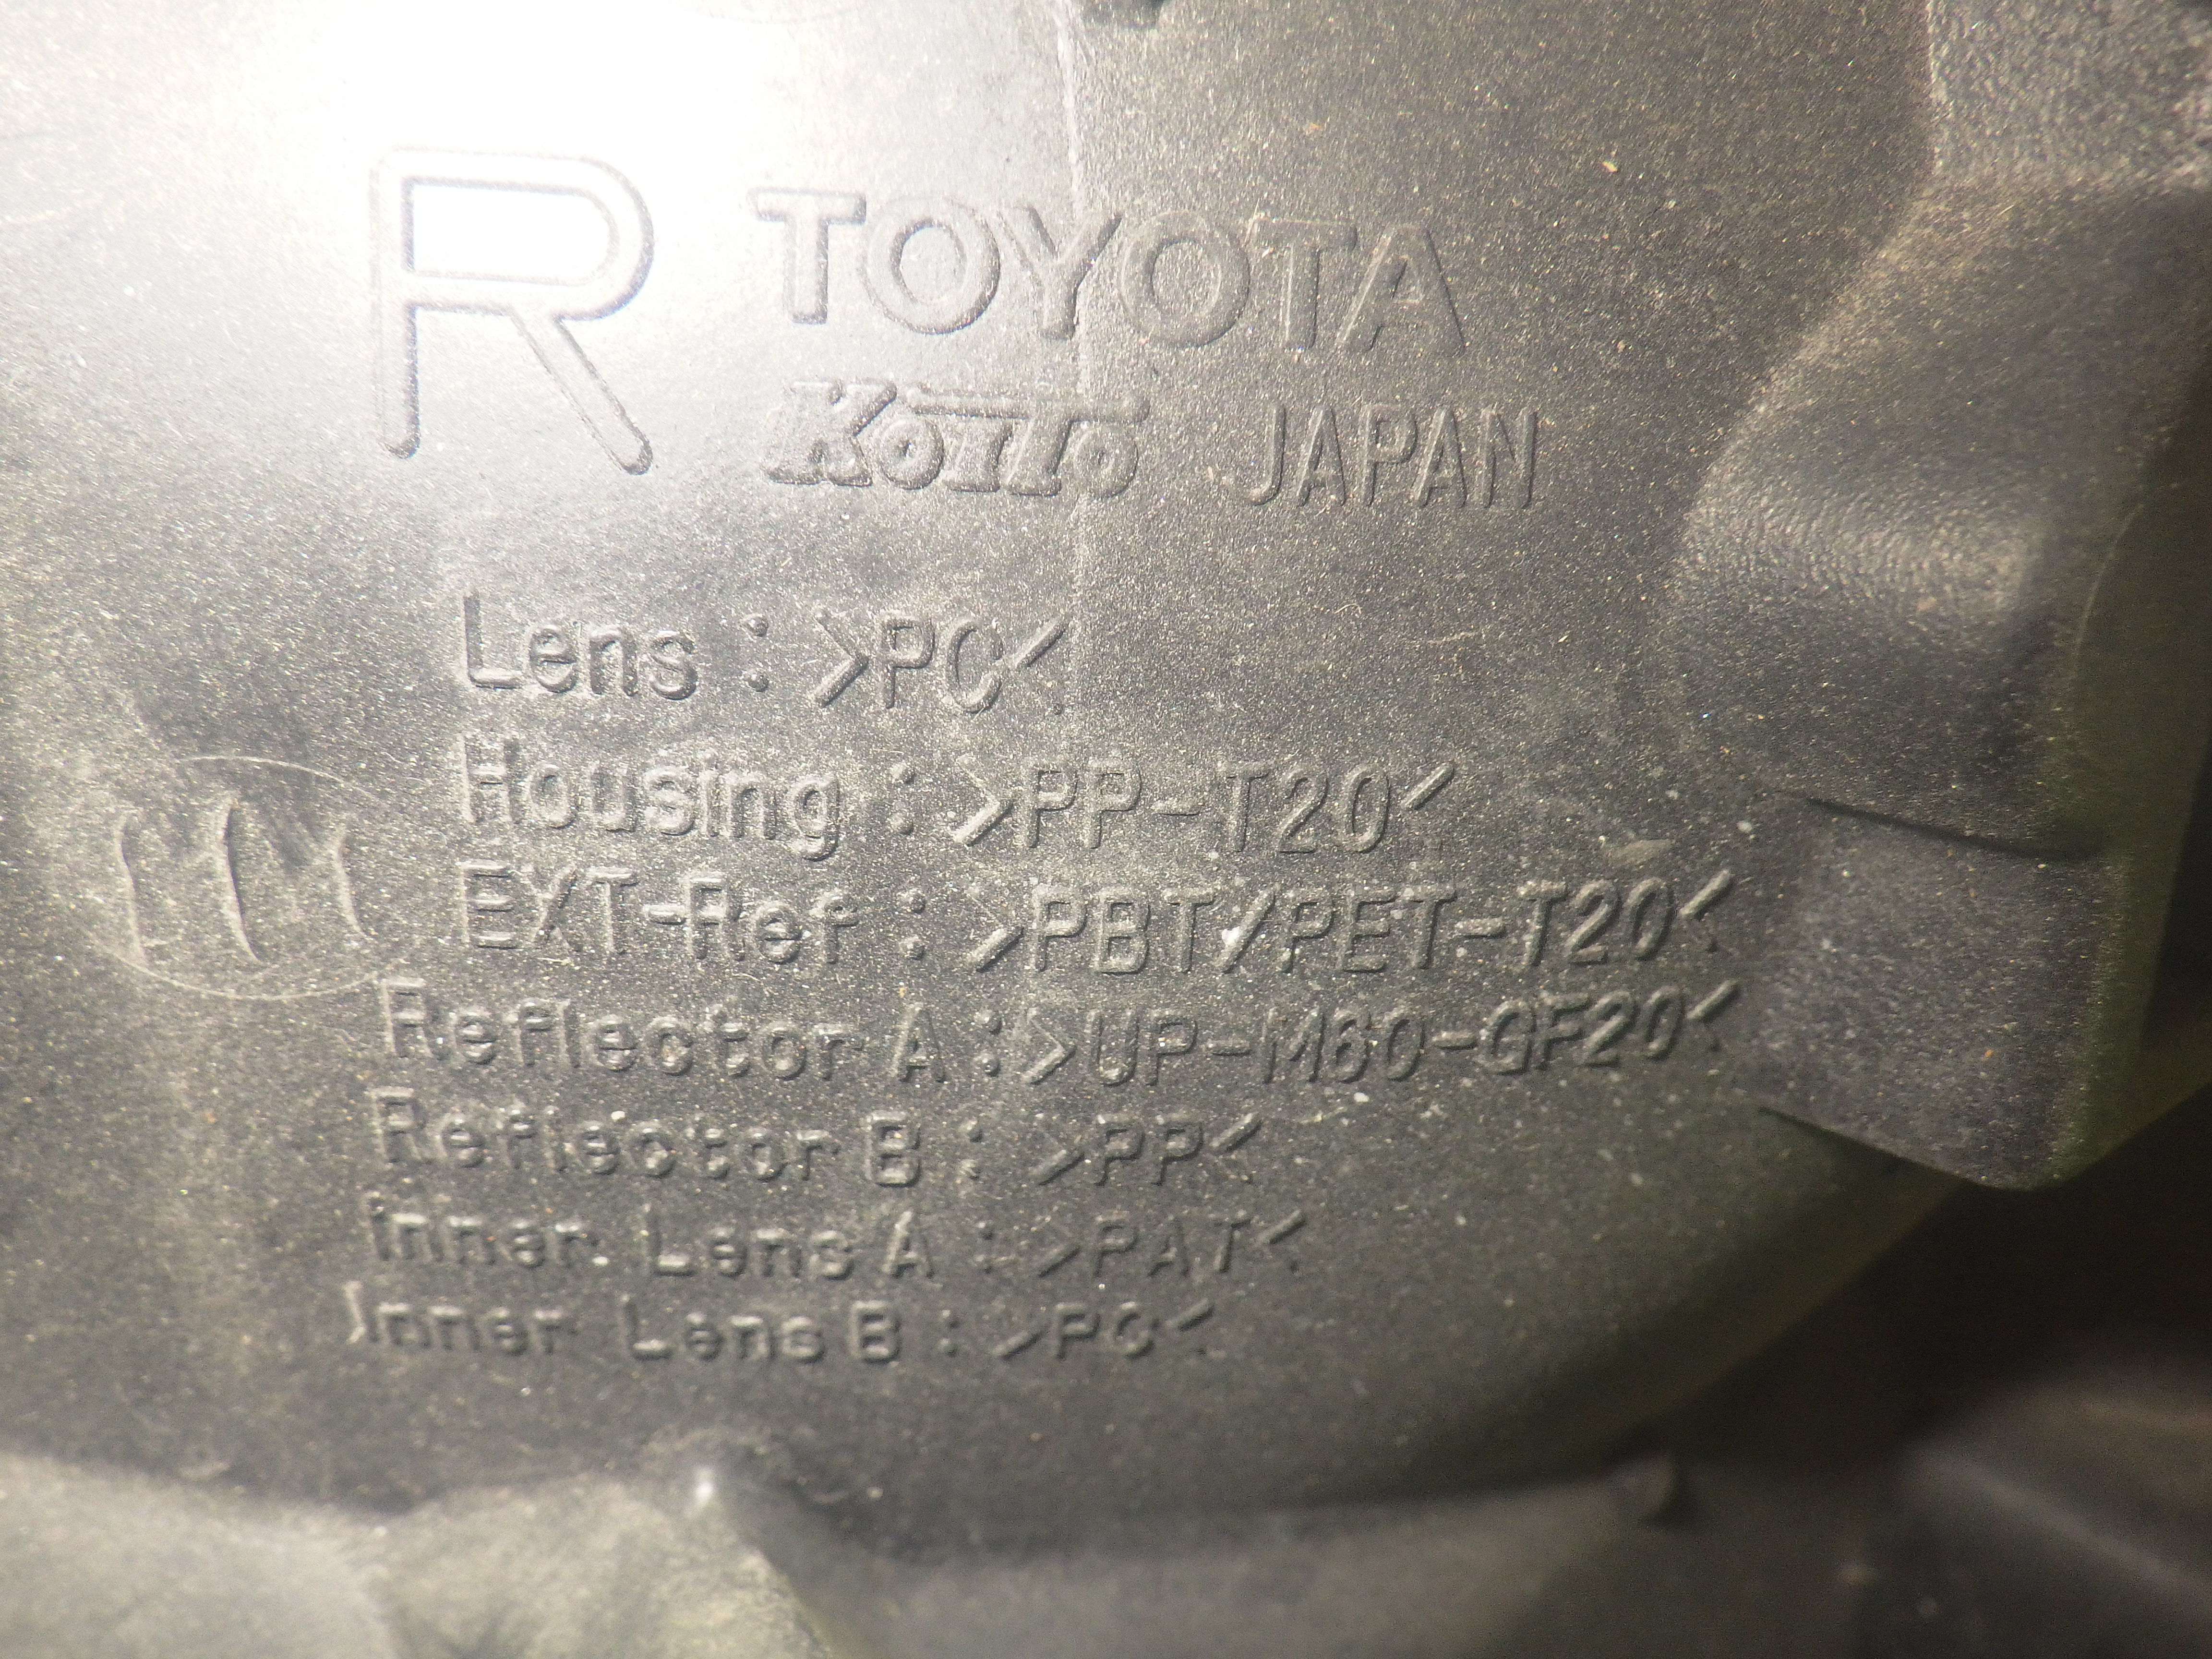 R TOYOTA
KOITO JAPAN
Lens : >PC<
Housing : >PP-T20<
EXT-Ref : >PBT/PET-T20<
Reflector A : >UP-M60-GF20<
Reflector B : >PP<
Inner Lens A : >PAT<
Inner Lens B : >PC<